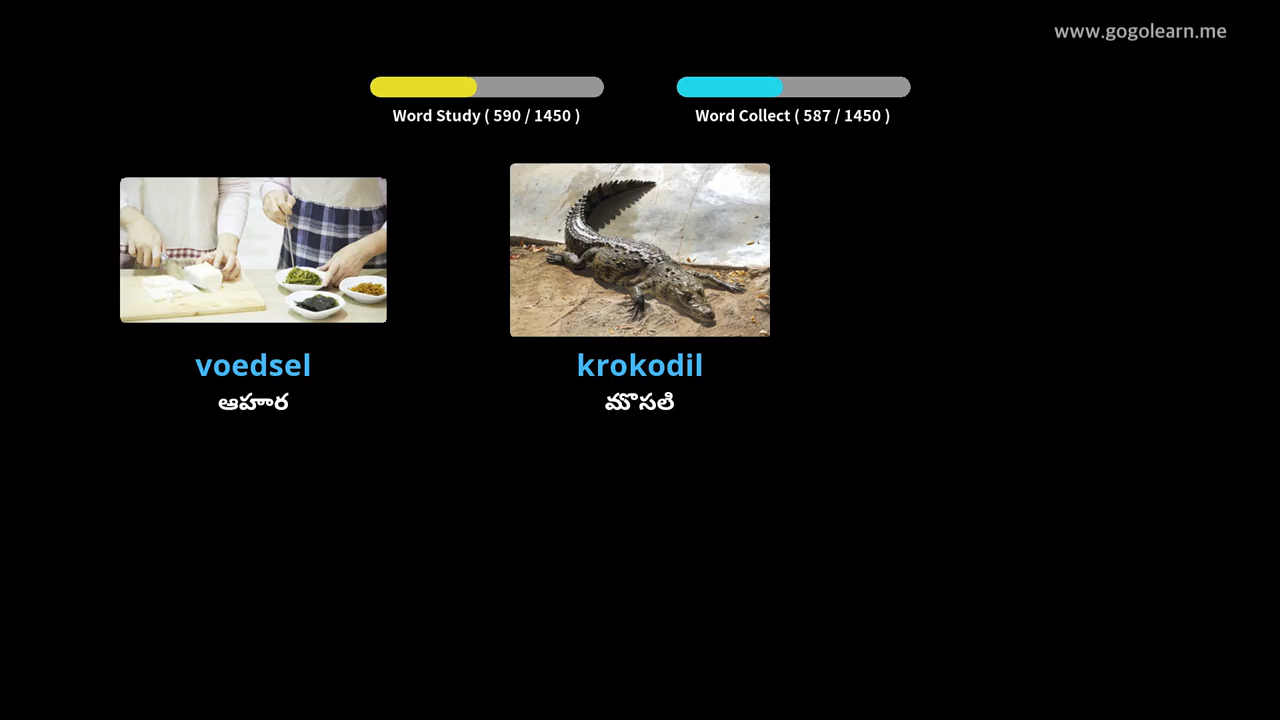 www.gogolearn.me
Word Study ( 590 / 1450 )
Word Collect ( 587 / 1450 )
voedsel
ఆహార
krokodil
మొసలి